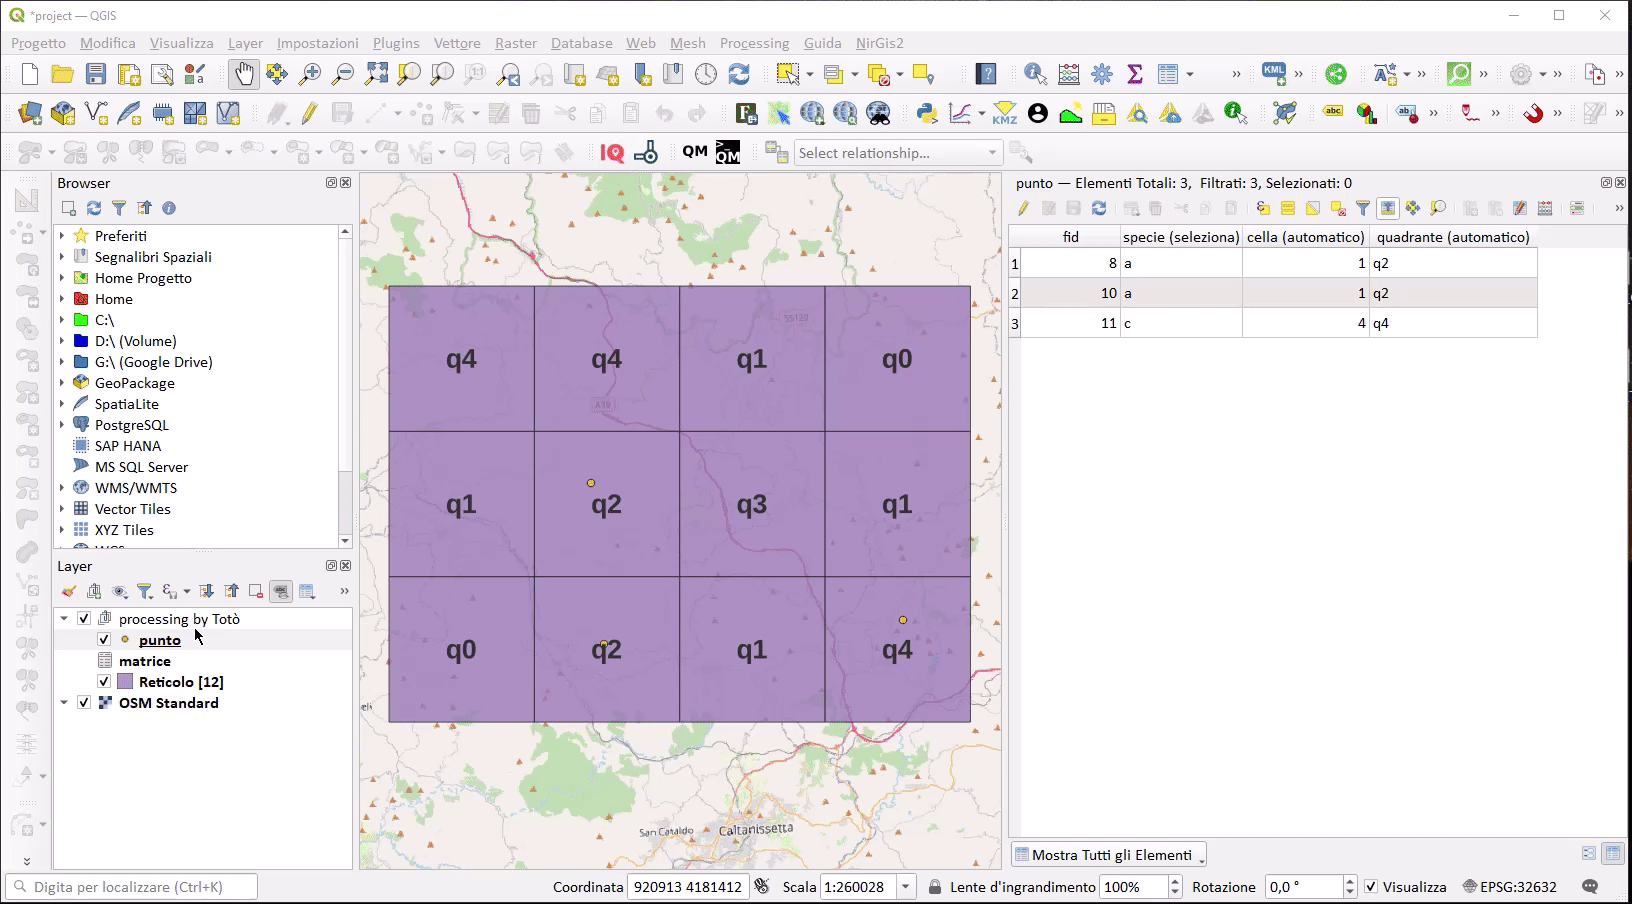 *project — QGIS
Progetto Modifica Visualizza Layer Impostazioni Plugins Vettore Raster Database Web Mesh Processing Guida NirGis2
KML
KMZ
abc
IQ QM QM Select relationship...
Browser
Preferiti
Segnalibri Spaziali
Home Progetto
Home
C:\
D:\ (Volume)
G:\ (Google Drive)
GeoPackage
SpatiaLite
PostgreSQL
SAP HANA
MS SQL Server
WMS/WMTS
Vector Tiles
XYZ Tiles
Layer
processing by Totò
punto
matrice
Reticolo [12]
OSM Standard
SS120
q4 q4 q1 q0
A19
q1 q2 q3 q1
q0 q2 q1 q4
San Cataldo
Caltanissetta
punto — Elementi Totali: 3, Filtrati: 3, Selezionati: 0
fid specie (seleziona) cella (automatico) quadrante (automatico)
1 8 a 1 q2
2 10 a 1 q2
3 11 c 4 q4
Mostra Tutti gli Elementi
Digita per localizzare (Ctrl+K) Coordinata 920913 4181412 Scala 1:260028 Lente d'ingrandimento 100% Rotazione 0,0 ° Visualizza EPSG:32632